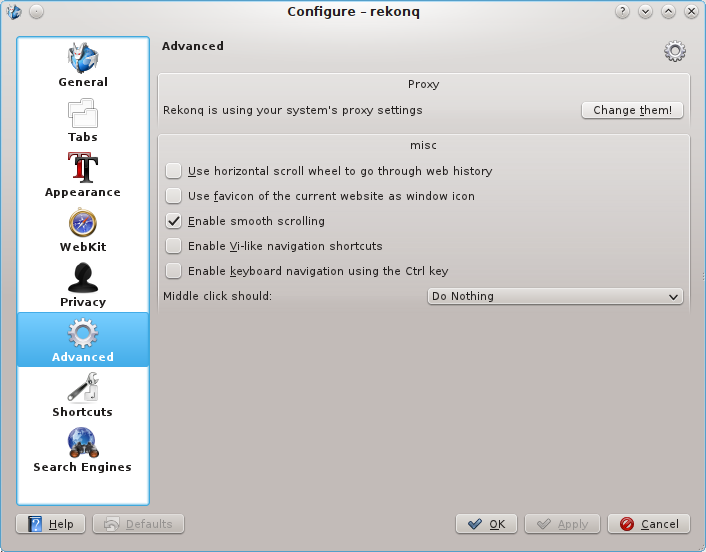 Configure – rekonq
General
Tabs
Appearance
WebKit
Privacy
Advanced
Shortcuts
Search Engines
Advanced
Proxy
Rekonq is using your system's proxy settings
Change them!
misc
Use horizontal scroll wheel to go through web history
Use favicon of the current website as window icon
Enable smooth scrolling
Enable Vi-like navigation shortcuts
Enable keyboard navigation using the Ctrl key
Middle click should: Do Nothing
Help Defaults OK Apply Cancel